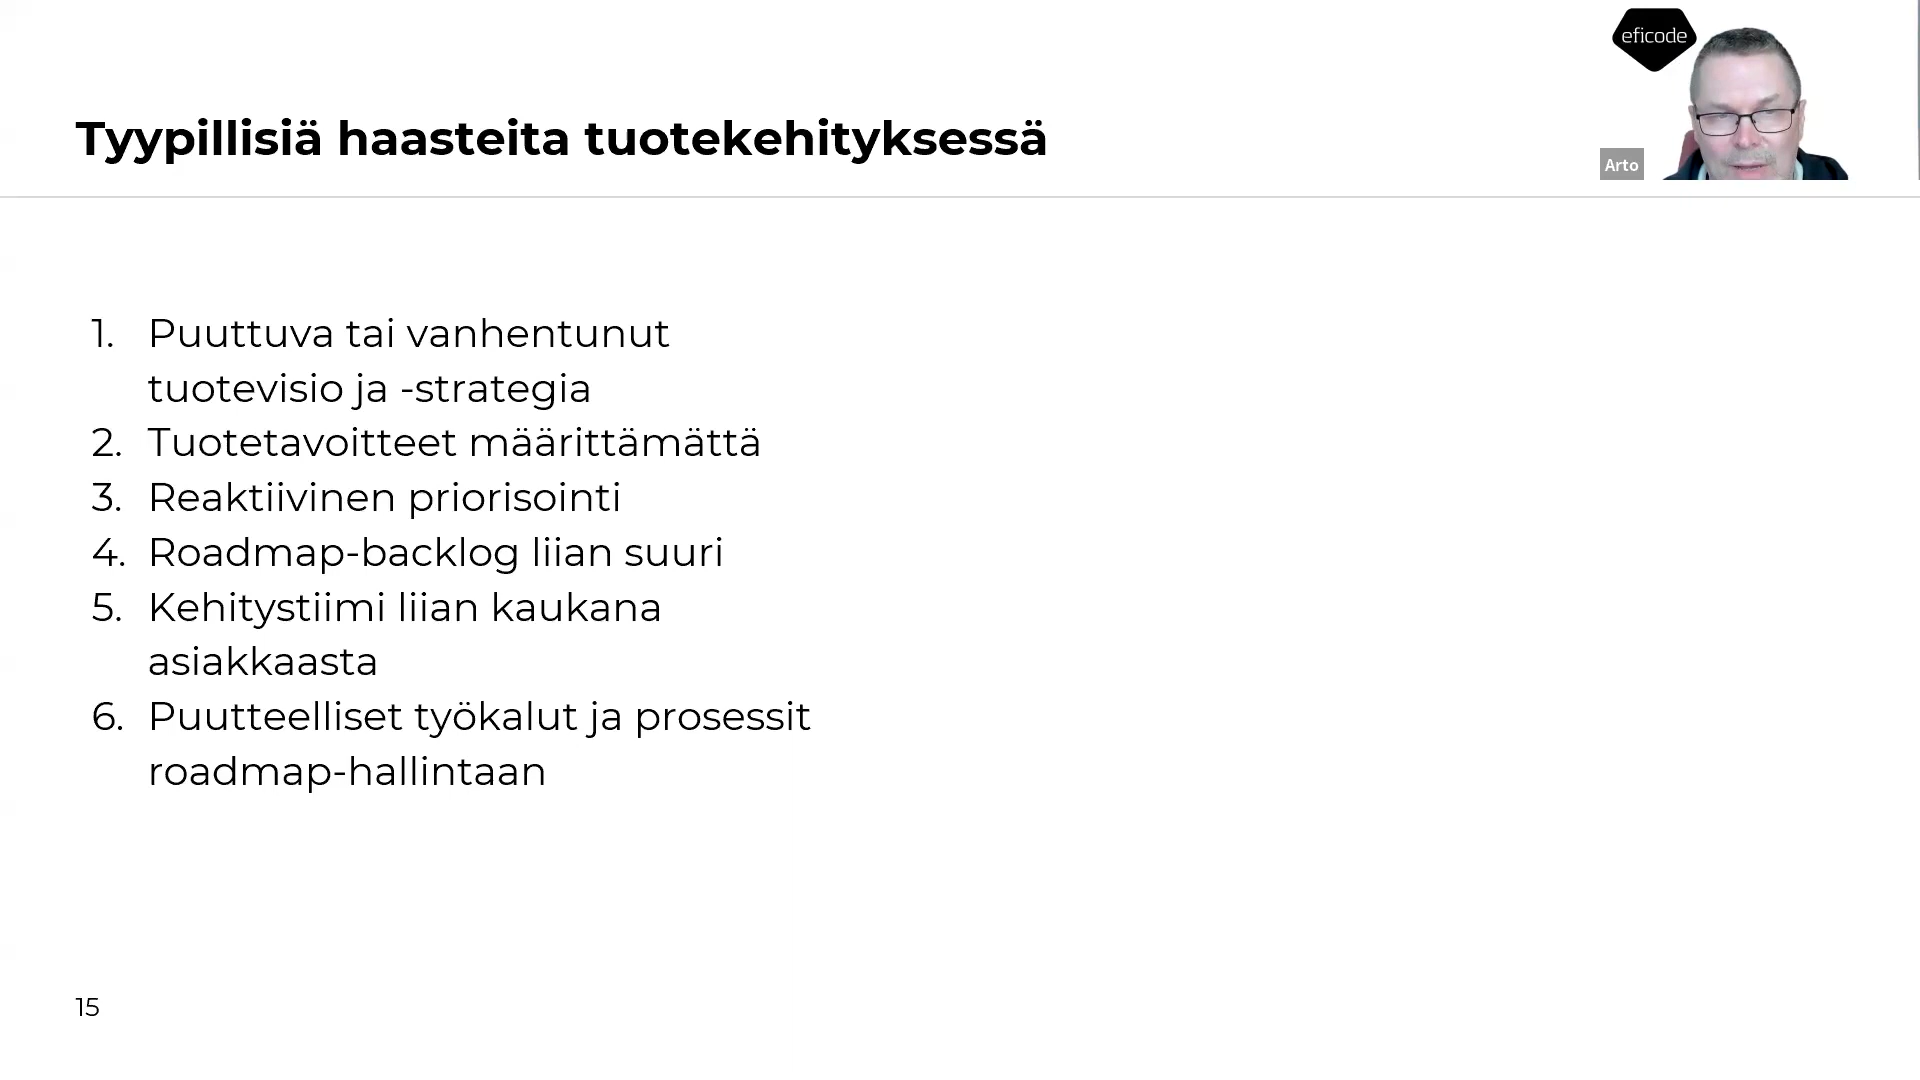 eficode
Arto
Tyypillisiä haasteita tuotekehityksessä
1. Puuttuva tai vanhentunut
tuotevisio ja -strategia
2. Tuotetavoitteet määrittämättä
3. Reaktiivinen priorisointi
4. Roadmap-backlog liian suuri
5. Kehitystiimi liian kaukana
asiakkaasta
6. Puutteelliset työkalut ja prosessit
roadmap-hallintaan
15